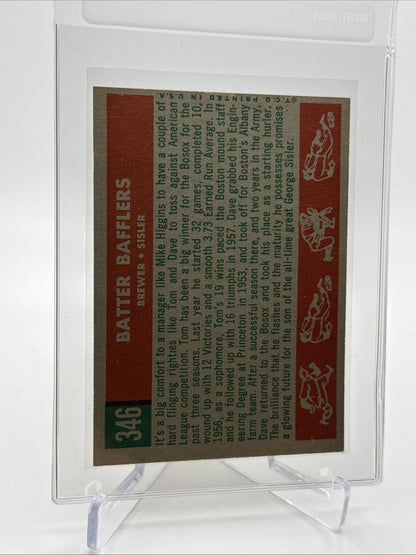 346
BATTER BAFFLERS
BREWER • SISLER
It's a big comfort to a manager like Mike Higgins to have a couple of
hard flinging righties like Tom and Dave to toss against American
League competition. Tom has been a big winner for the Bosox for the
past three seasons. Last year he started 32 games, completed 10,
wound up with 12 Victories and a smooth 3.73 Earned Run Average. In
1956, as a sophomore, Tom's 19 wins paced the Boston mound staff
and he followed up with 16 triumphs in 1957. Dave grabbed his Engin-
eering Degree at Princeton in 1953, and took off for Boston's Albany
farm team. After a successful season there, and two years in the Army,
Dave returned to the Bosox and took his place as a starting hurler.
The brilliance that he flashes and the maturity he possesses promises
a glowing future for the son of the all-time great George Sisler.
©T.C.G. PRINTED IN U.S.A.